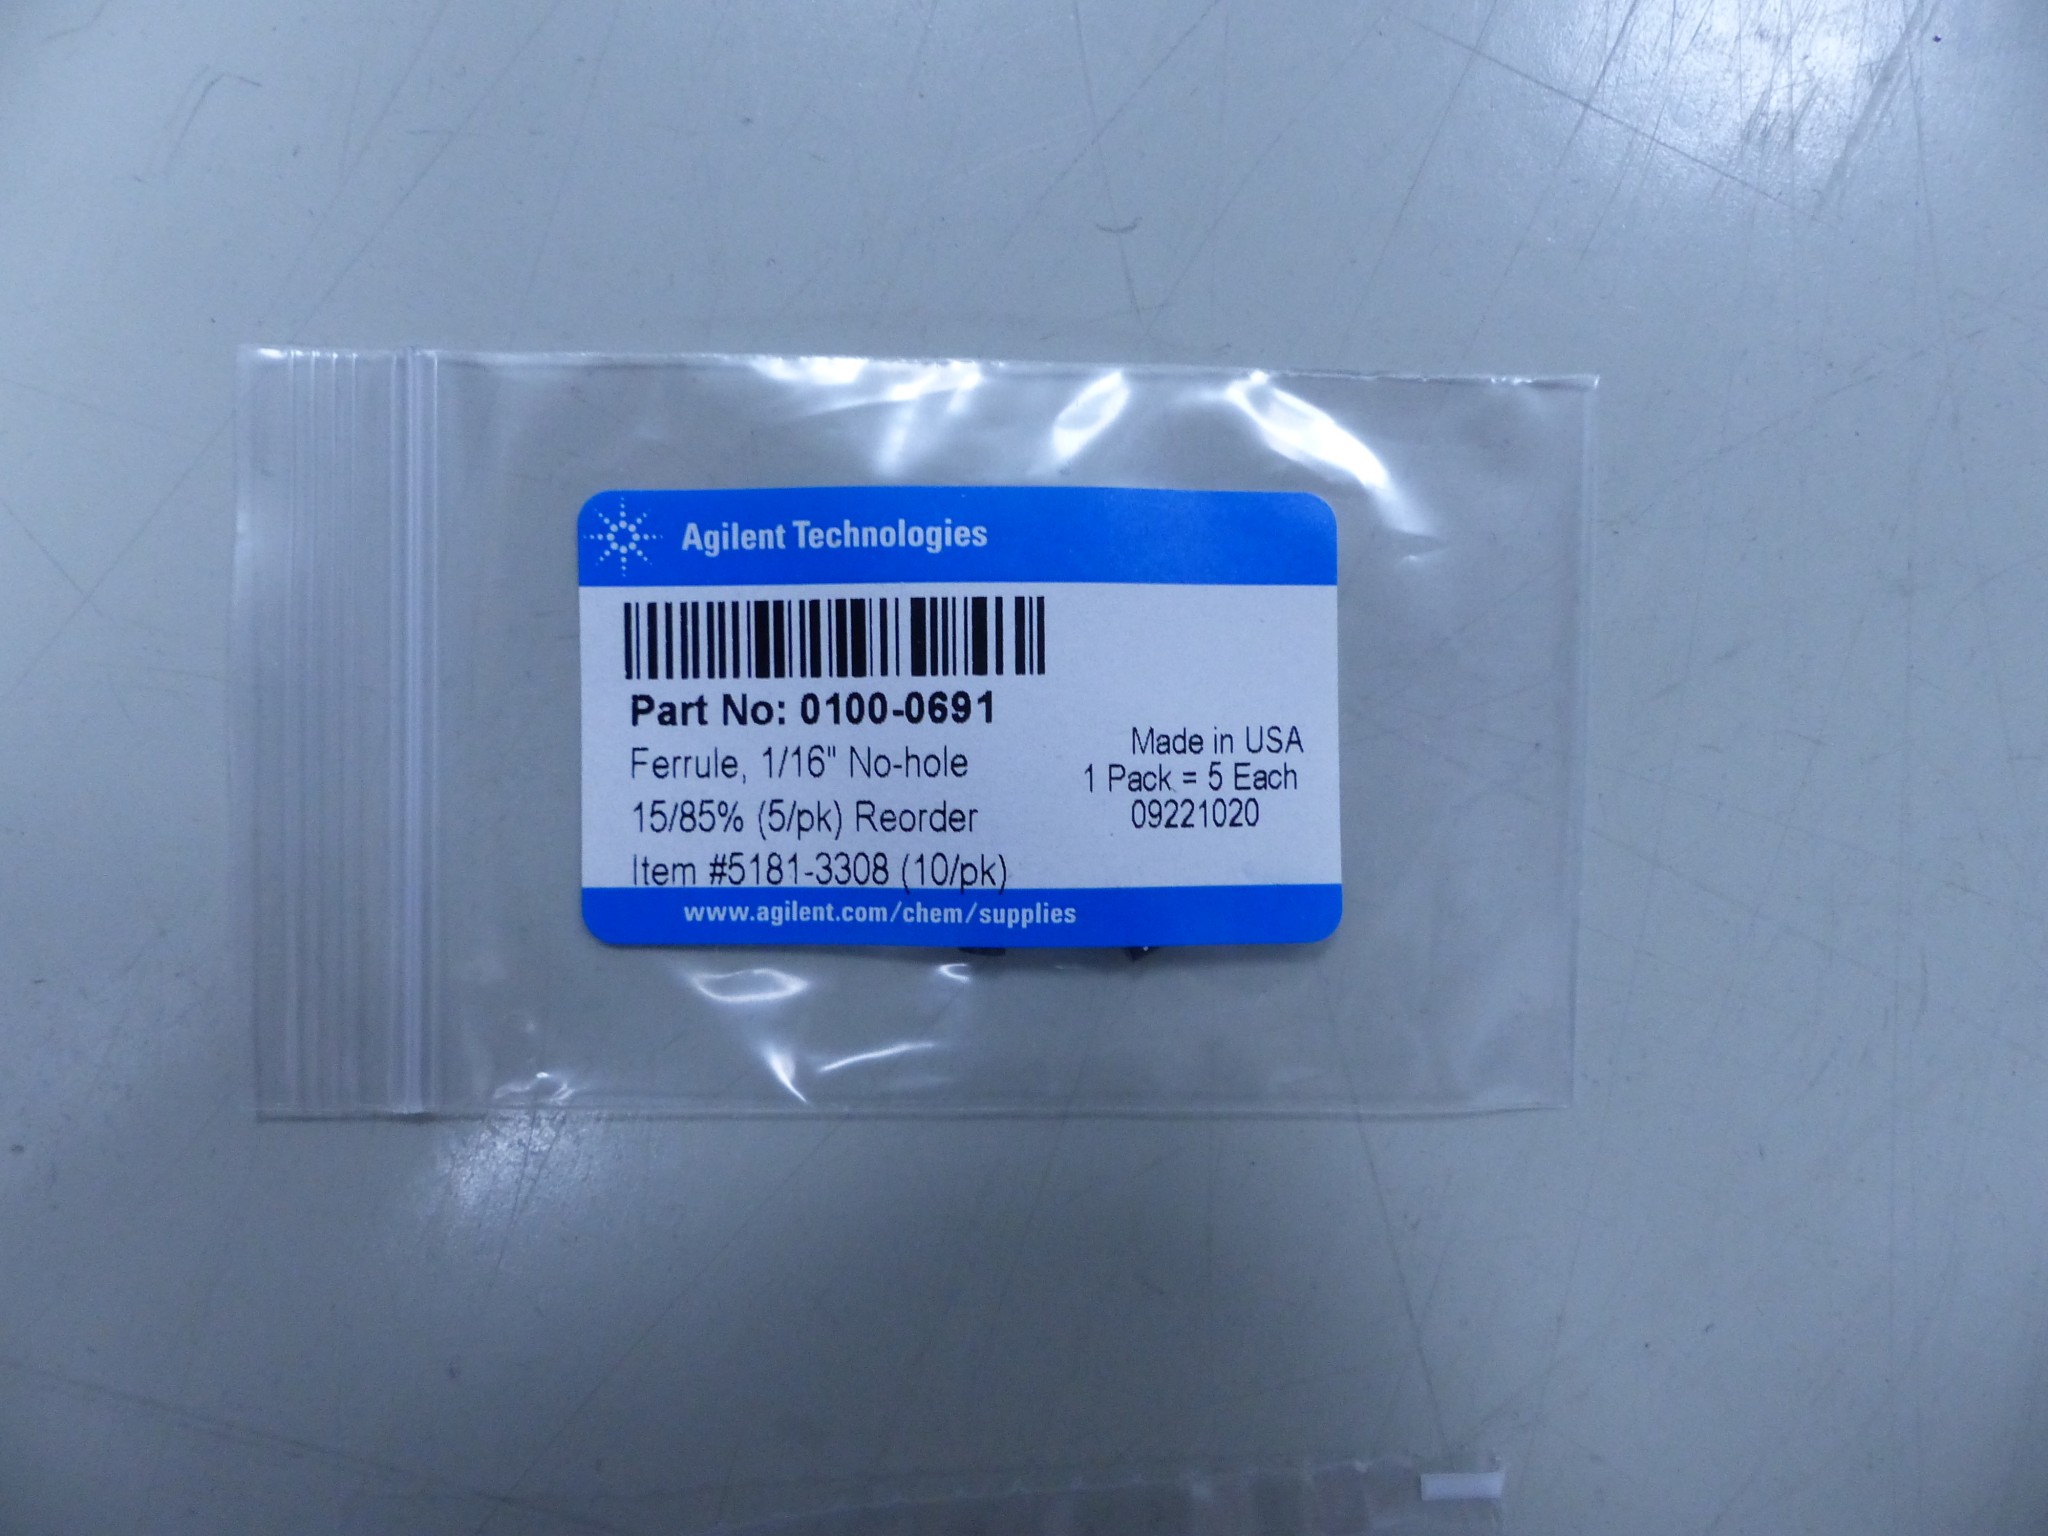 Agilent Technologies
Part No: 0100-0691
Ferrule, 1/16" No-hole
15/85% (5/pk) Reorder
Item #5181-3308 (10/pk)
Made in USA
1 Pack = 5 Each
09221020
www.agilent.com/chem/supplies